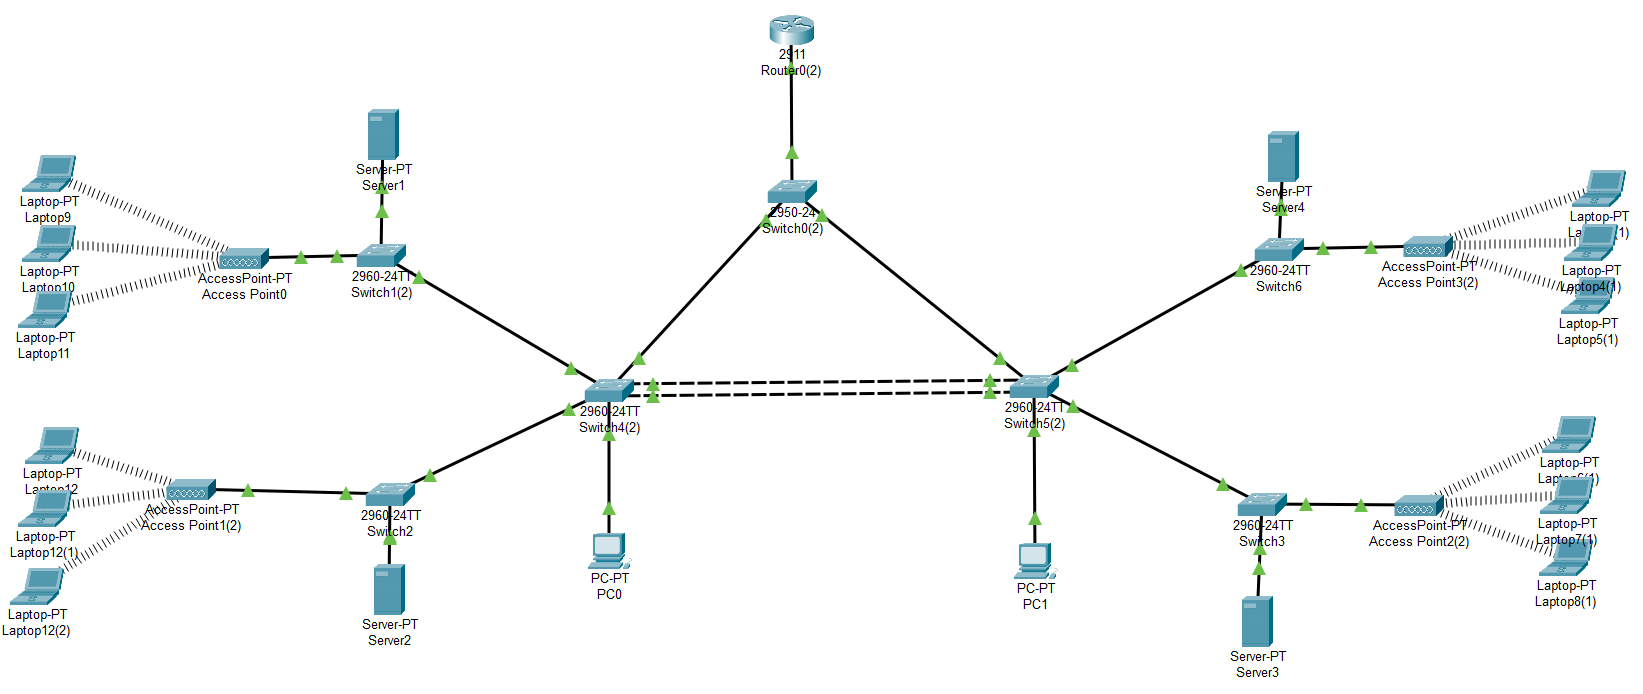 2911
Router0(2)
Server-PT
Server1
Laptop-PT
Laptop9
Laptop-PT
Laptop10
Laptop-PT
Laptop11
AccessPoint-PT
Access Point0
2960-24TT
Switch1(2)
2950-24
Switch0(2)
Server-PT
Server4
2960-24TT
Switch6
AccessPoint-PT
Access Point3(2)
Laptop-PT
Laptop-PT
Laptop4(1)
Laptop-PT
Laptop5(1)
2960-24TT
Switch4(2)
2960-24TT
Switch5(2)
Laptop-PT
Laptop12
Laptop-PT
Laptop12(1)
Laptop-PT
Laptop12(2)
AccessPoint-PT
Access Point1(2)
2960-24TT
Switch2
Server-PT
Server2
PC-PT
PC0
PC-PT
PC1
2960-24TT
Switch3
AccessPoint-PT
Access Point2(2)
Laptop-PT
Laptop6(1)
Laptop-PT
Laptop7(1)
Laptop-PT
Laptop8(1)
Server-PT
Server3